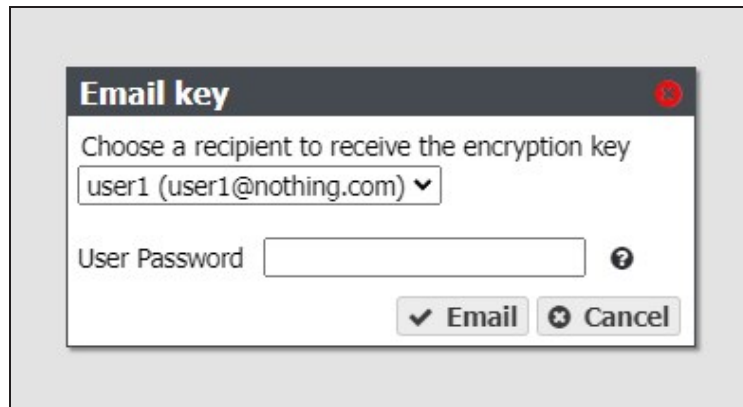 Email key
Choose a recipient to receive the encryption key
user1 (user1@nothing.com)
User Password
Email Cancel